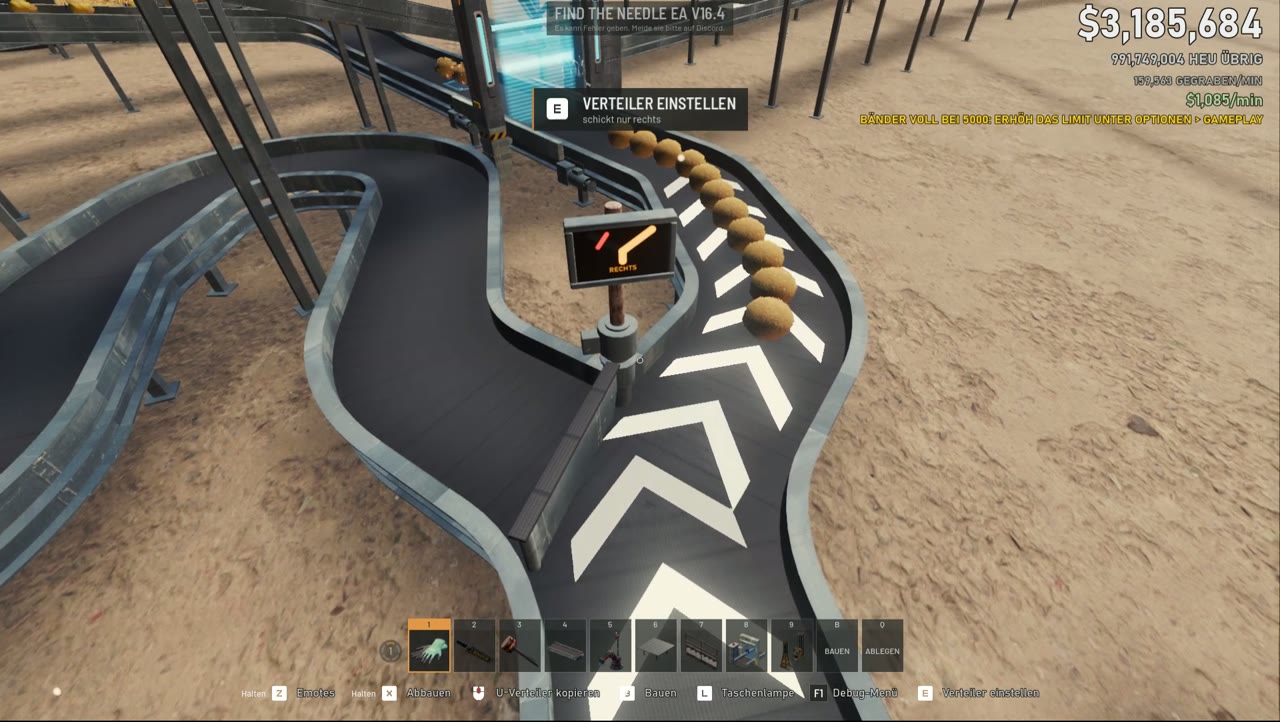 FIND THE NEEDLE EA V16.4
Es kann Fehler geben. Melde sie bitte auf Discord.
$3,185,684
991,749,004 HEU ÜBRIG
159,563 GEGRABEN/MIN
$1,085/min
BÄNDER VOLL BEI 5000: ERHÖH DAS LIMIT UNTER OPTIONEN > GAMEPLAY
E VERTEILER EINSTELLEN
schickt nur rechts
RECHTS
1 2 3 4 5 6 7 8 9 B 0
1
BAUEN ABLEGEN
Halten Z Emotes Halten X Abbauen U-Verteiler kopieren Bauen L Taschenlampe F1 Debug-Menü E Verteiler einstellen